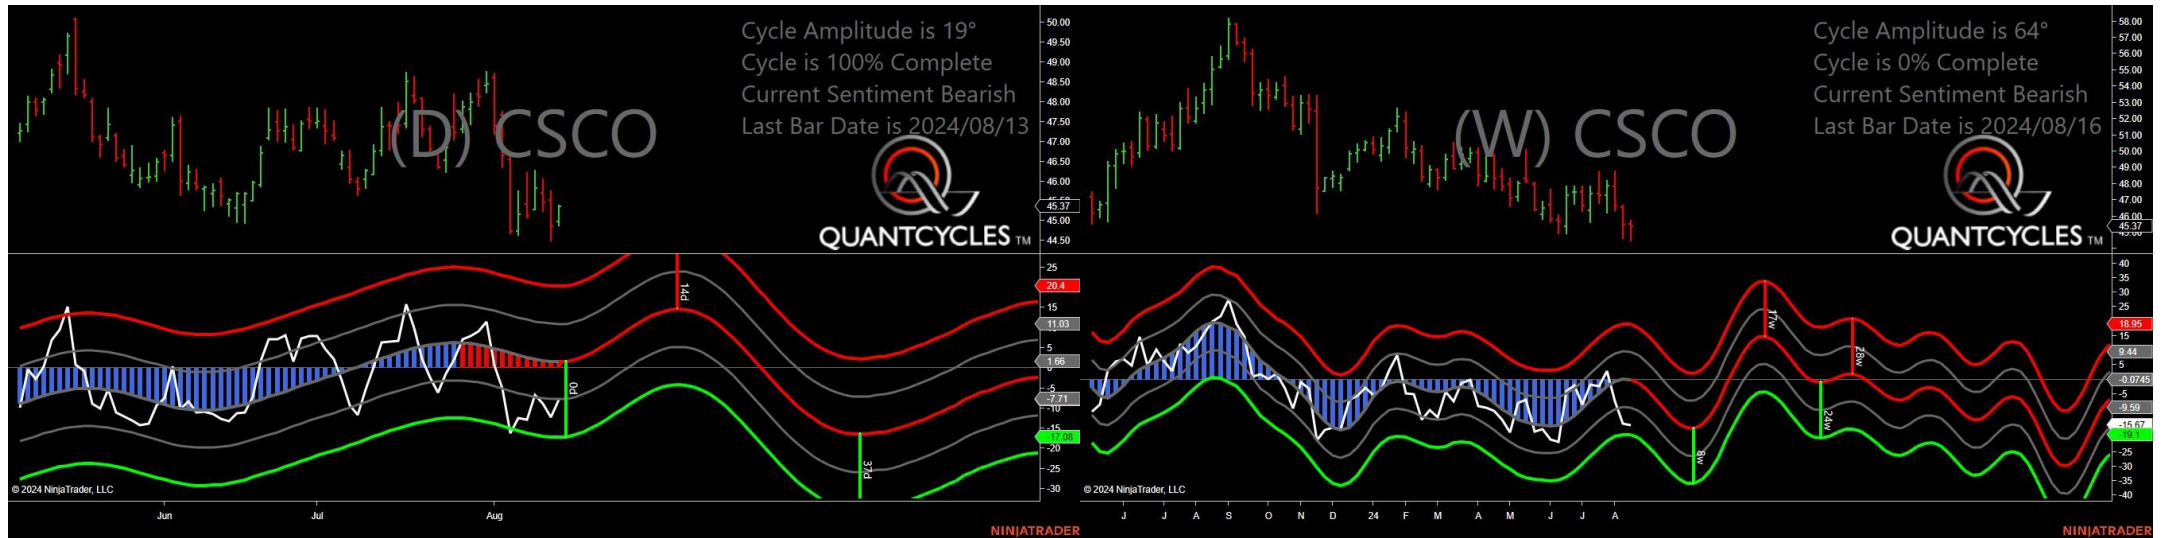 Cycle Amplitude is 19°
Cycle is 100% Complete
Current Sentiment Bearish
Last Bar Date is 2024/08/13
(D) CSCO
QUANTCYCLES TM
50.00
49.50
49.00
48.50
48.00
47.50
47.00
46.50
46.00
45.37
45.00
44.50
25
20.4
15
11.03
5
1.66
-5
-7.71
-10
-15
-17.08
-20
-25
-30
14d
0d
37d
© 2024 NinjaTrader, LLC
Jun
Jul
Aug
NINJATRADER
Cycle Amplitude is 64°
Cycle is 0% Complete
Current Sentiment Bearish
Last Bar Date is 2024/08/16
(W) CSCO
QUANTCYCLES TM
58.00
57.00
56.00
55.00
54.00
53.00
52.00
51.00
50.00
49.00
48.00
47.00
46.00
45.37
40
35
30
25
18.95
15
9.44
5
-0.0745
-5
-9.59
-15.67
-19.1
-25
-30
-35
-40
17w
28w
24w
8w
© 2024 NinjaTrader, LLC
J
J
A
S
O
N
D
24
F
M
A
M
J
J
A
NINJATRADER